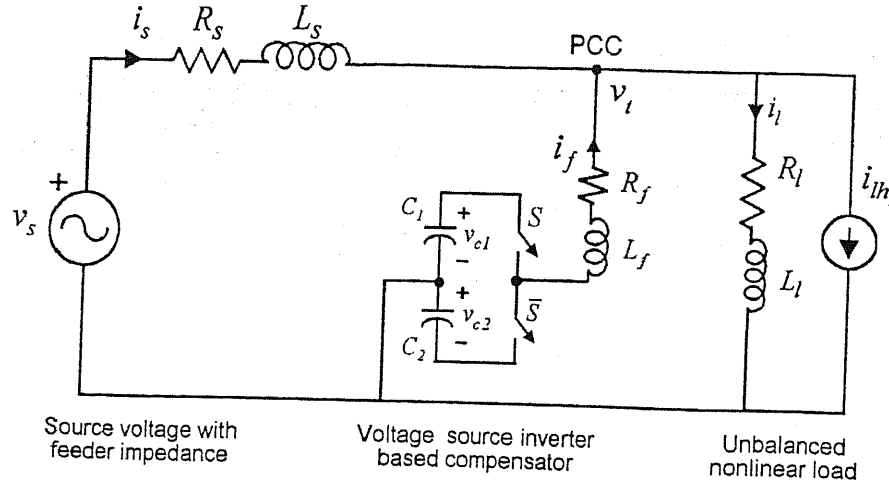 i_s R_s L_s
PCC
v_t
i_f
i_l
R_f
R_l
i_lh
+
v_s
C_1 + S
v_c1
−
L_f
L_l
+ S̅
v_c2
C_2 −
Source voltage with
feeder impedance
Voltage source inverter
based compensator
Unbalanced
nonlinear load